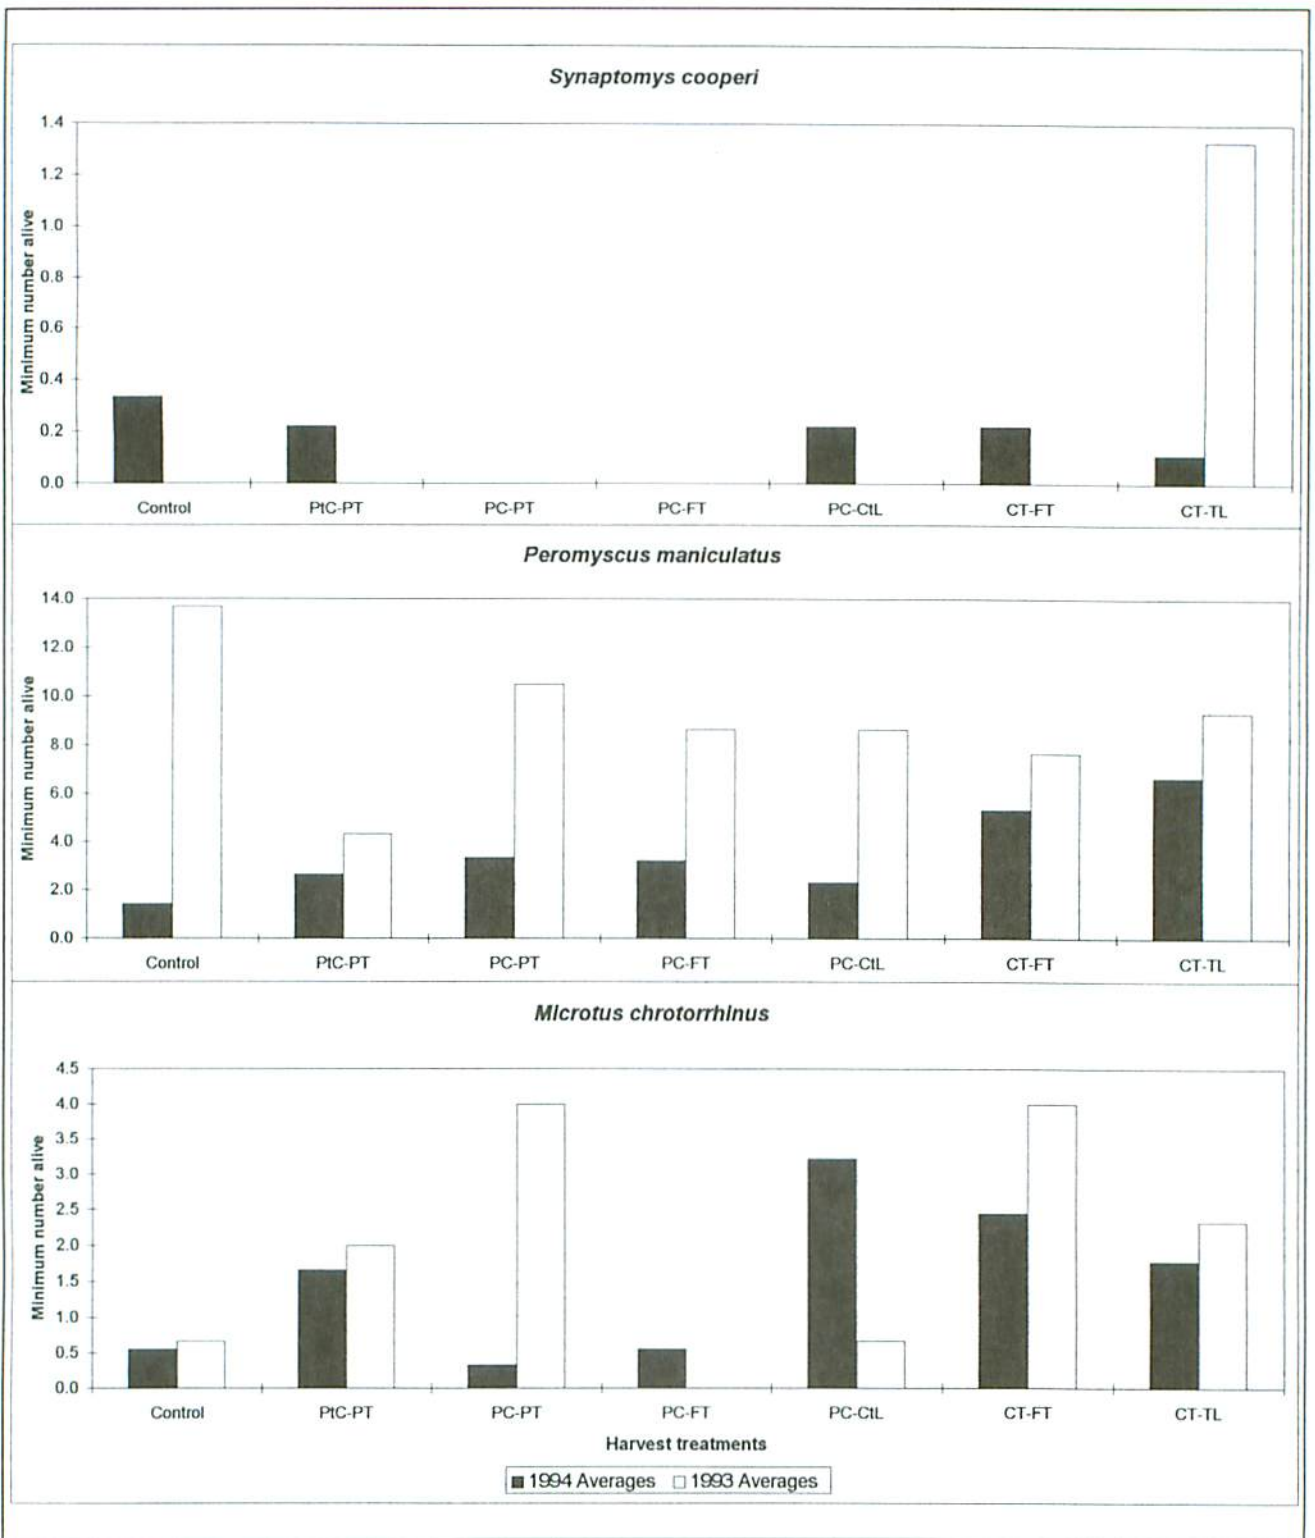 Synaptomys cooperi
Minimum number alive
1.4
1.2
1.0
0.8
0.6
0.4
0.2
0.0
Control PtC-PT PC-PT PC-FT PC-CtL CT-FT CT-TL
Peromyscus maniculatus
Minimum number alive
14.0
12.0
10.0
8.0
6.0
4.0
2.0
0.0
Control PtC-PT PC-PT PC-FT PC-CtL CT-FT CT-TL
Microtus chrotorrhinus
Minimum number alive
4.5
4.0
3.5
3.0
2.5
2.0
1.5
1.0
0.5
0.0
Control PtC-PT PC-PT PC-FT PC-CtL CT-FT CT-TL
Harvest treatments
1994 Averages 1993 Averages